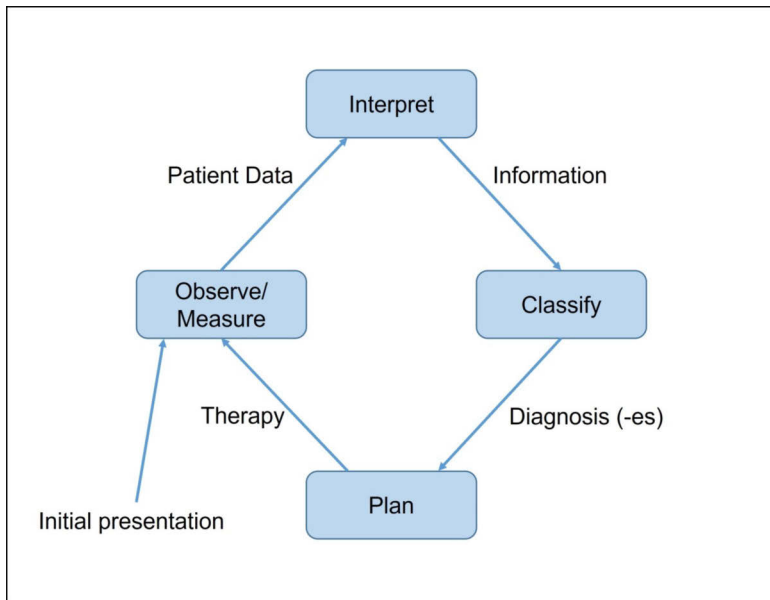 Interpret
Patient Data
Information
Observe/
Measure
Classify
Therapy
Diagnosis (-es)
Plan
Initial presentation